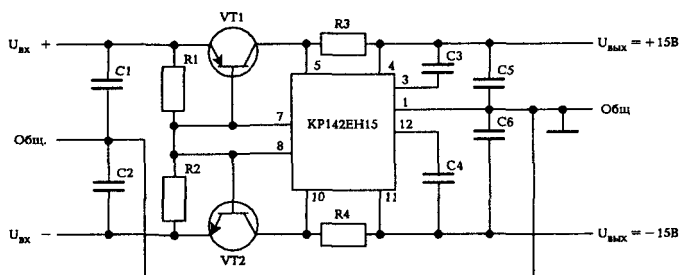 VT1
Uвх +
R3
Uвых = +15В
C1
R1
5
4
3
C3
C5
1
Общ
7
КР142ЕН15
12
C6
Общ.
8
C2
R2
C4
10
11
R4
Uвх −
VT2
Uвых = −15В